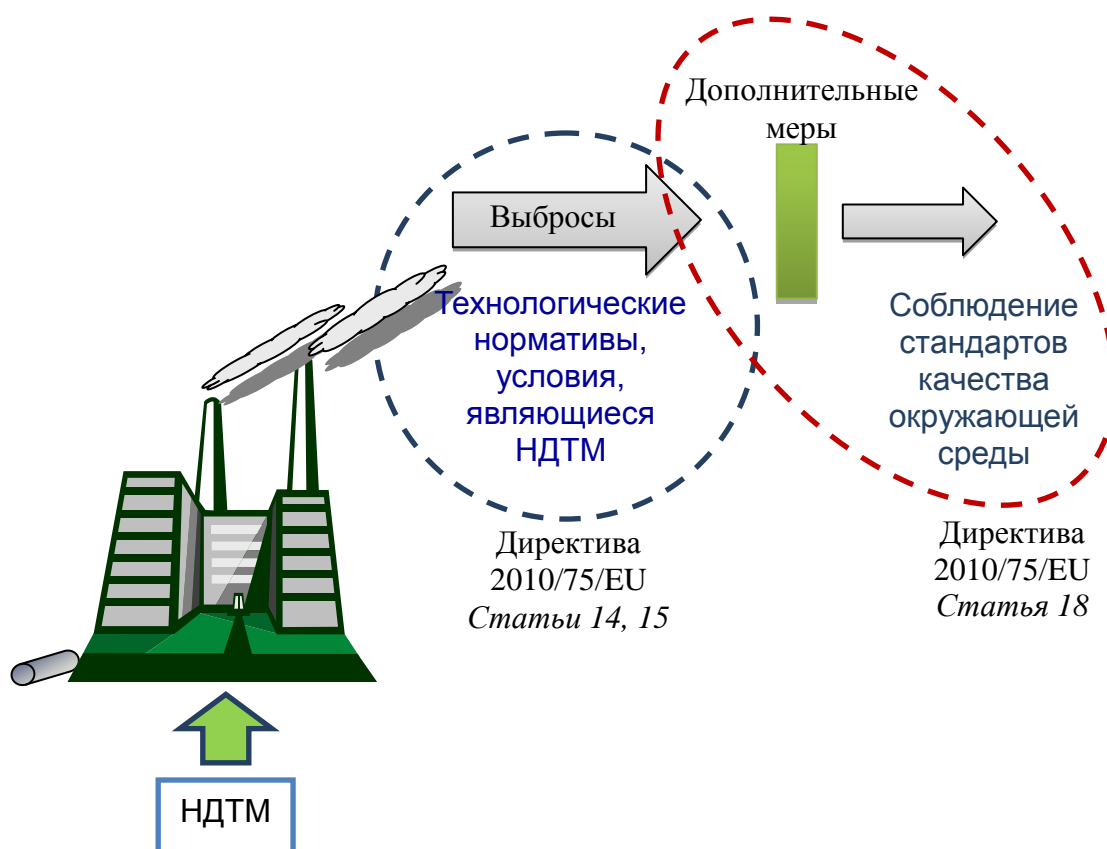 Дополнительные
меры
Выбросы
Технологические
нормативы,
условия,
являющиеся
НДТМ
Соблюдение
стандартов
качества
окружающей
среды
Директива
2010/75/EU
Статьи 14, 15
Директива
2010/75/EU
Статья 18
НДТМ